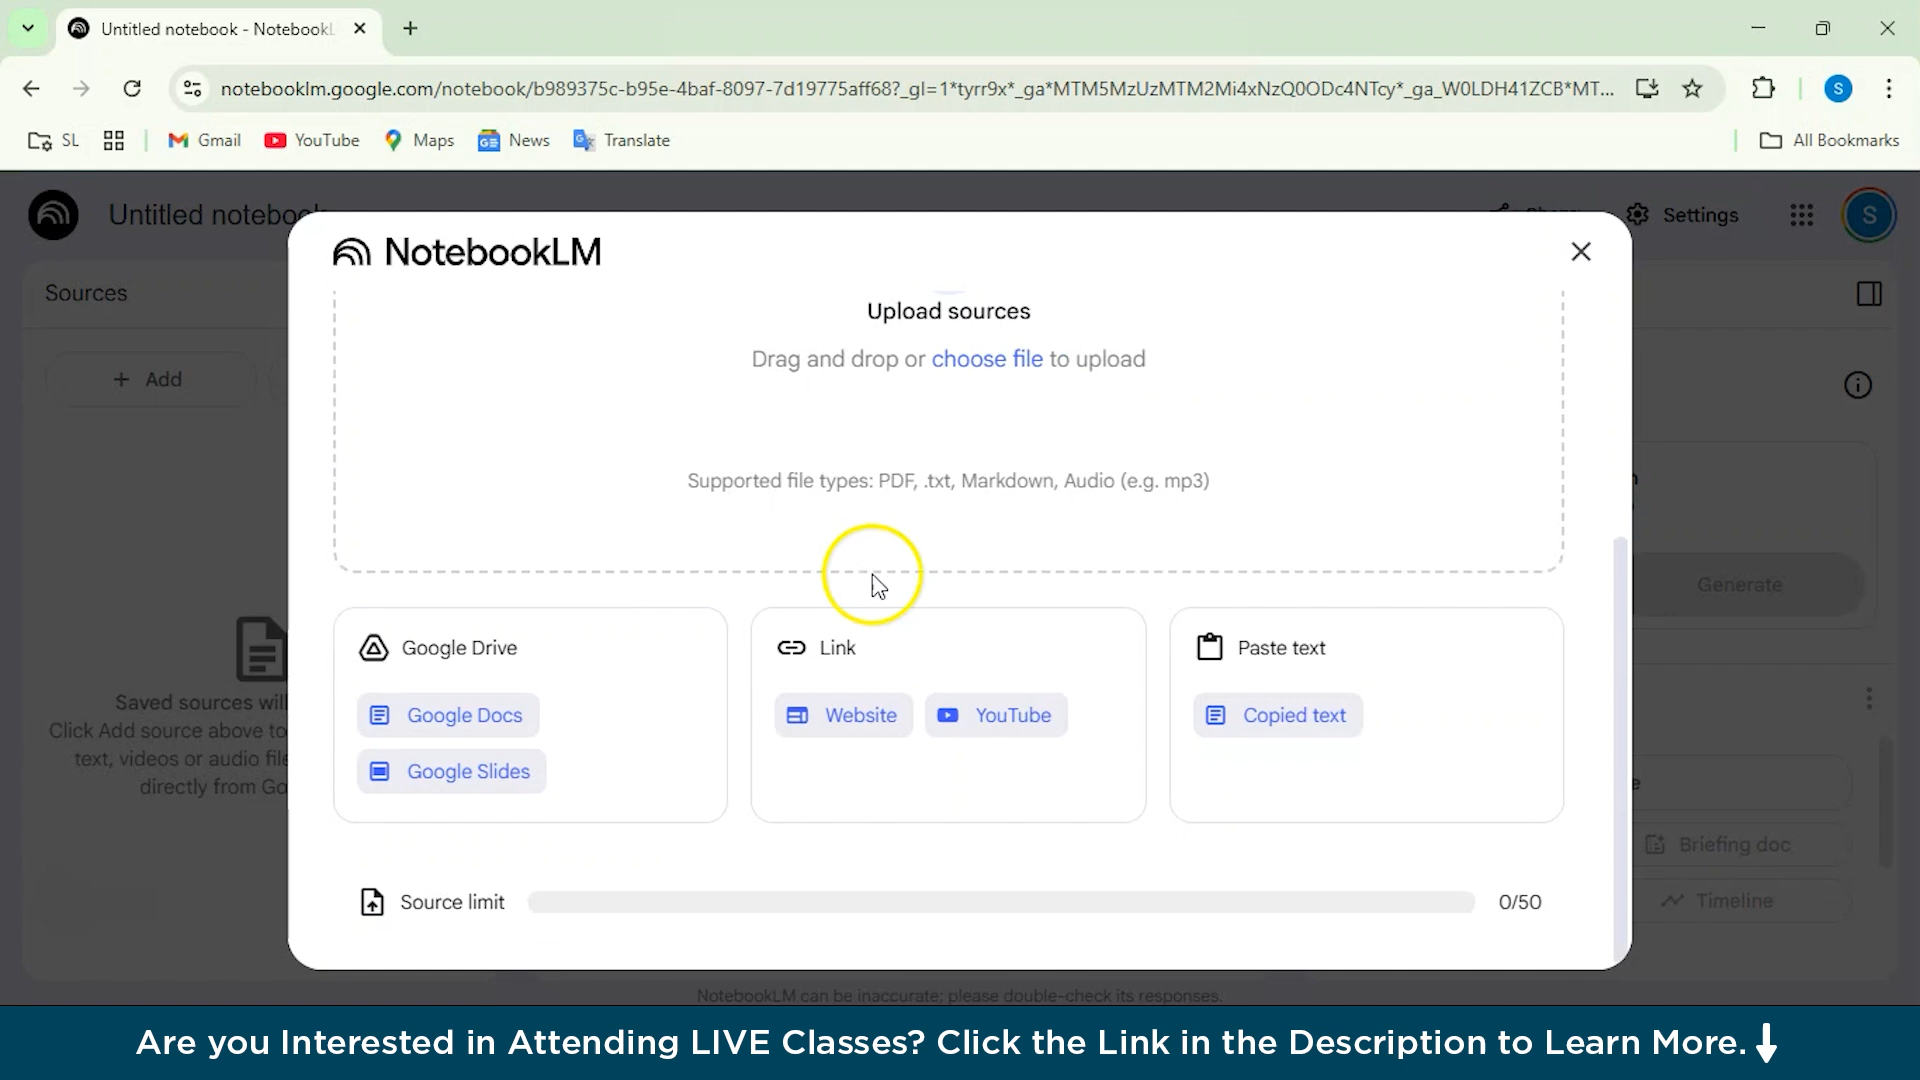 Untitled notebook - NotebookL
notebooklm.google.com/notebook/b989375c-b95e-4baf-8097-7d19775aff68?_gl=1*tyrr9x*_ga*MTM5MzUzMTM2Mi4xNzQ0ODc4NTcy*_ga_W0LDH41ZCB*MT...
S
SL
Gmail
YouTube
Maps
News
Translate
All Bookmarks
Untitled notebook
Settings
S
NotebookLM
Sources
Upload sources
+ Add
Drag and drop or choose file to upload
Supported file types: PDF, .txt, Markdown, Audio (e.g. mp3)
Generate
Google Drive
Link
Paste text
Google Docs
Website
YouTube
Copied text
Google Slides
Saved sources will
Click Add source above to
text, videos or audio file
directly from Go
Briefing doc
Source limit
0/50
Timeline
NotebookLM can be inaccurate; please double-check its responses.
Are you Interested in Attending LIVE Classes? Click the Link in the Description to Learn More.